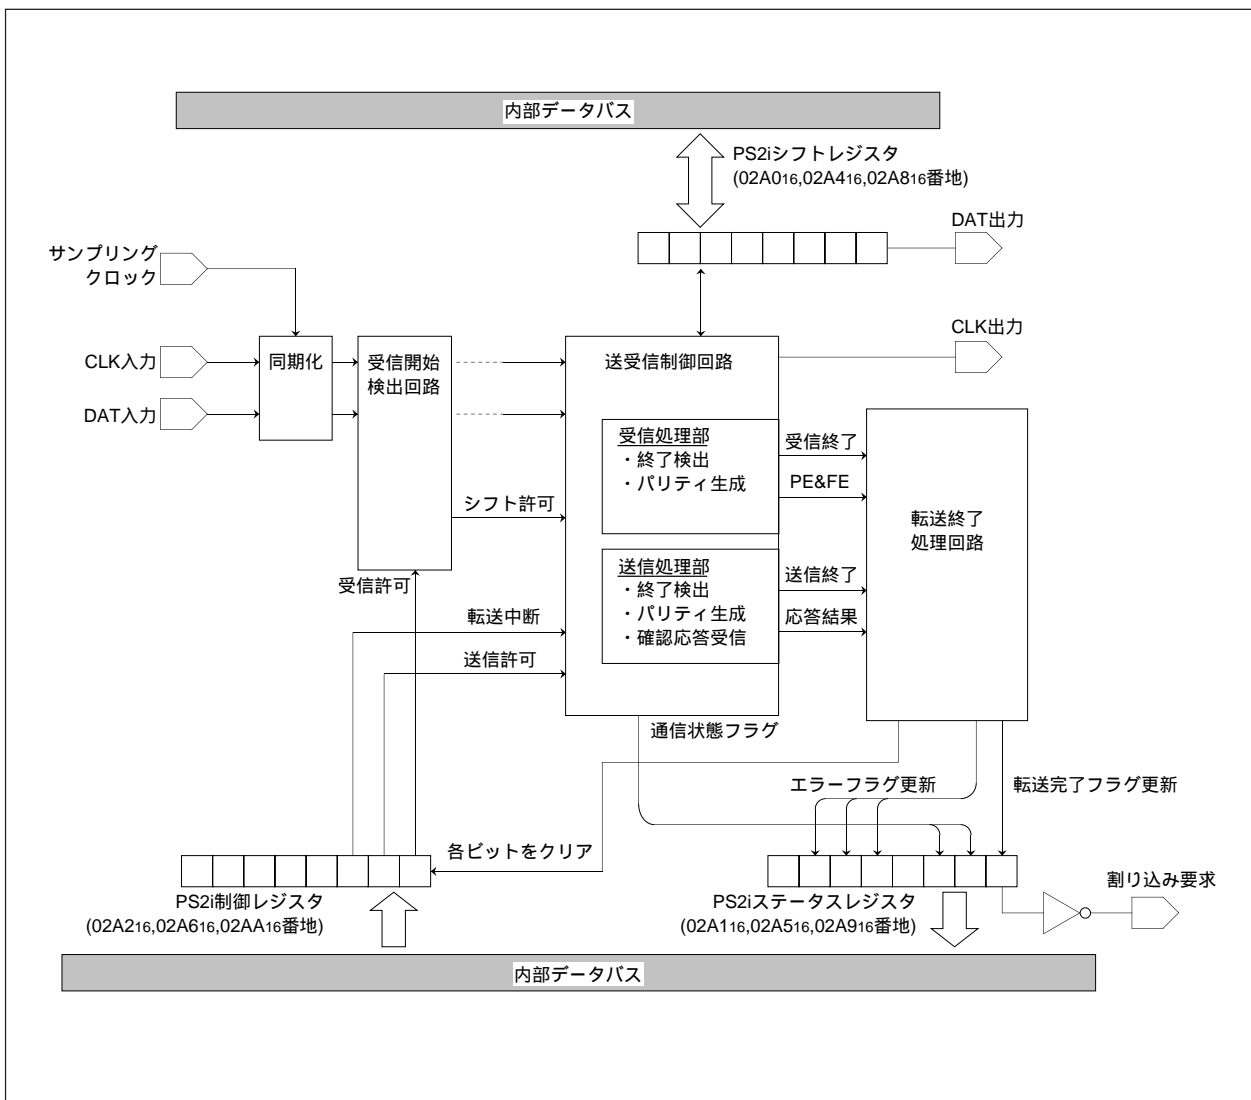 内部データバス
PS2iシフトレジスタ
(02A016,02A416,02A816番地)
DAT出力
サンプリング
クロック
CLK出力
CLK入力
同期化
受信開始
検出回路
送受信制御回路
DAT入力
受信処理部
・終了検出
・パリティ生成
受信終了
PE&FE
シフト許可
転送終了
処理回路
送信処理部
・終了検出
・パリティ生成
・確認応答受信
送信終了
応答結果
受信許可
転送中断
送信許可
通信状態フラグ
エラーフラグ更新
転送完了フラグ更新
各ビットをクリア
PS2i制御レジスタ
(02A216,02A616,02AA16番地)
PS2iステータスレジスタ
(02A116,02A516,02A916番地)
割り込み要求
内部データバス